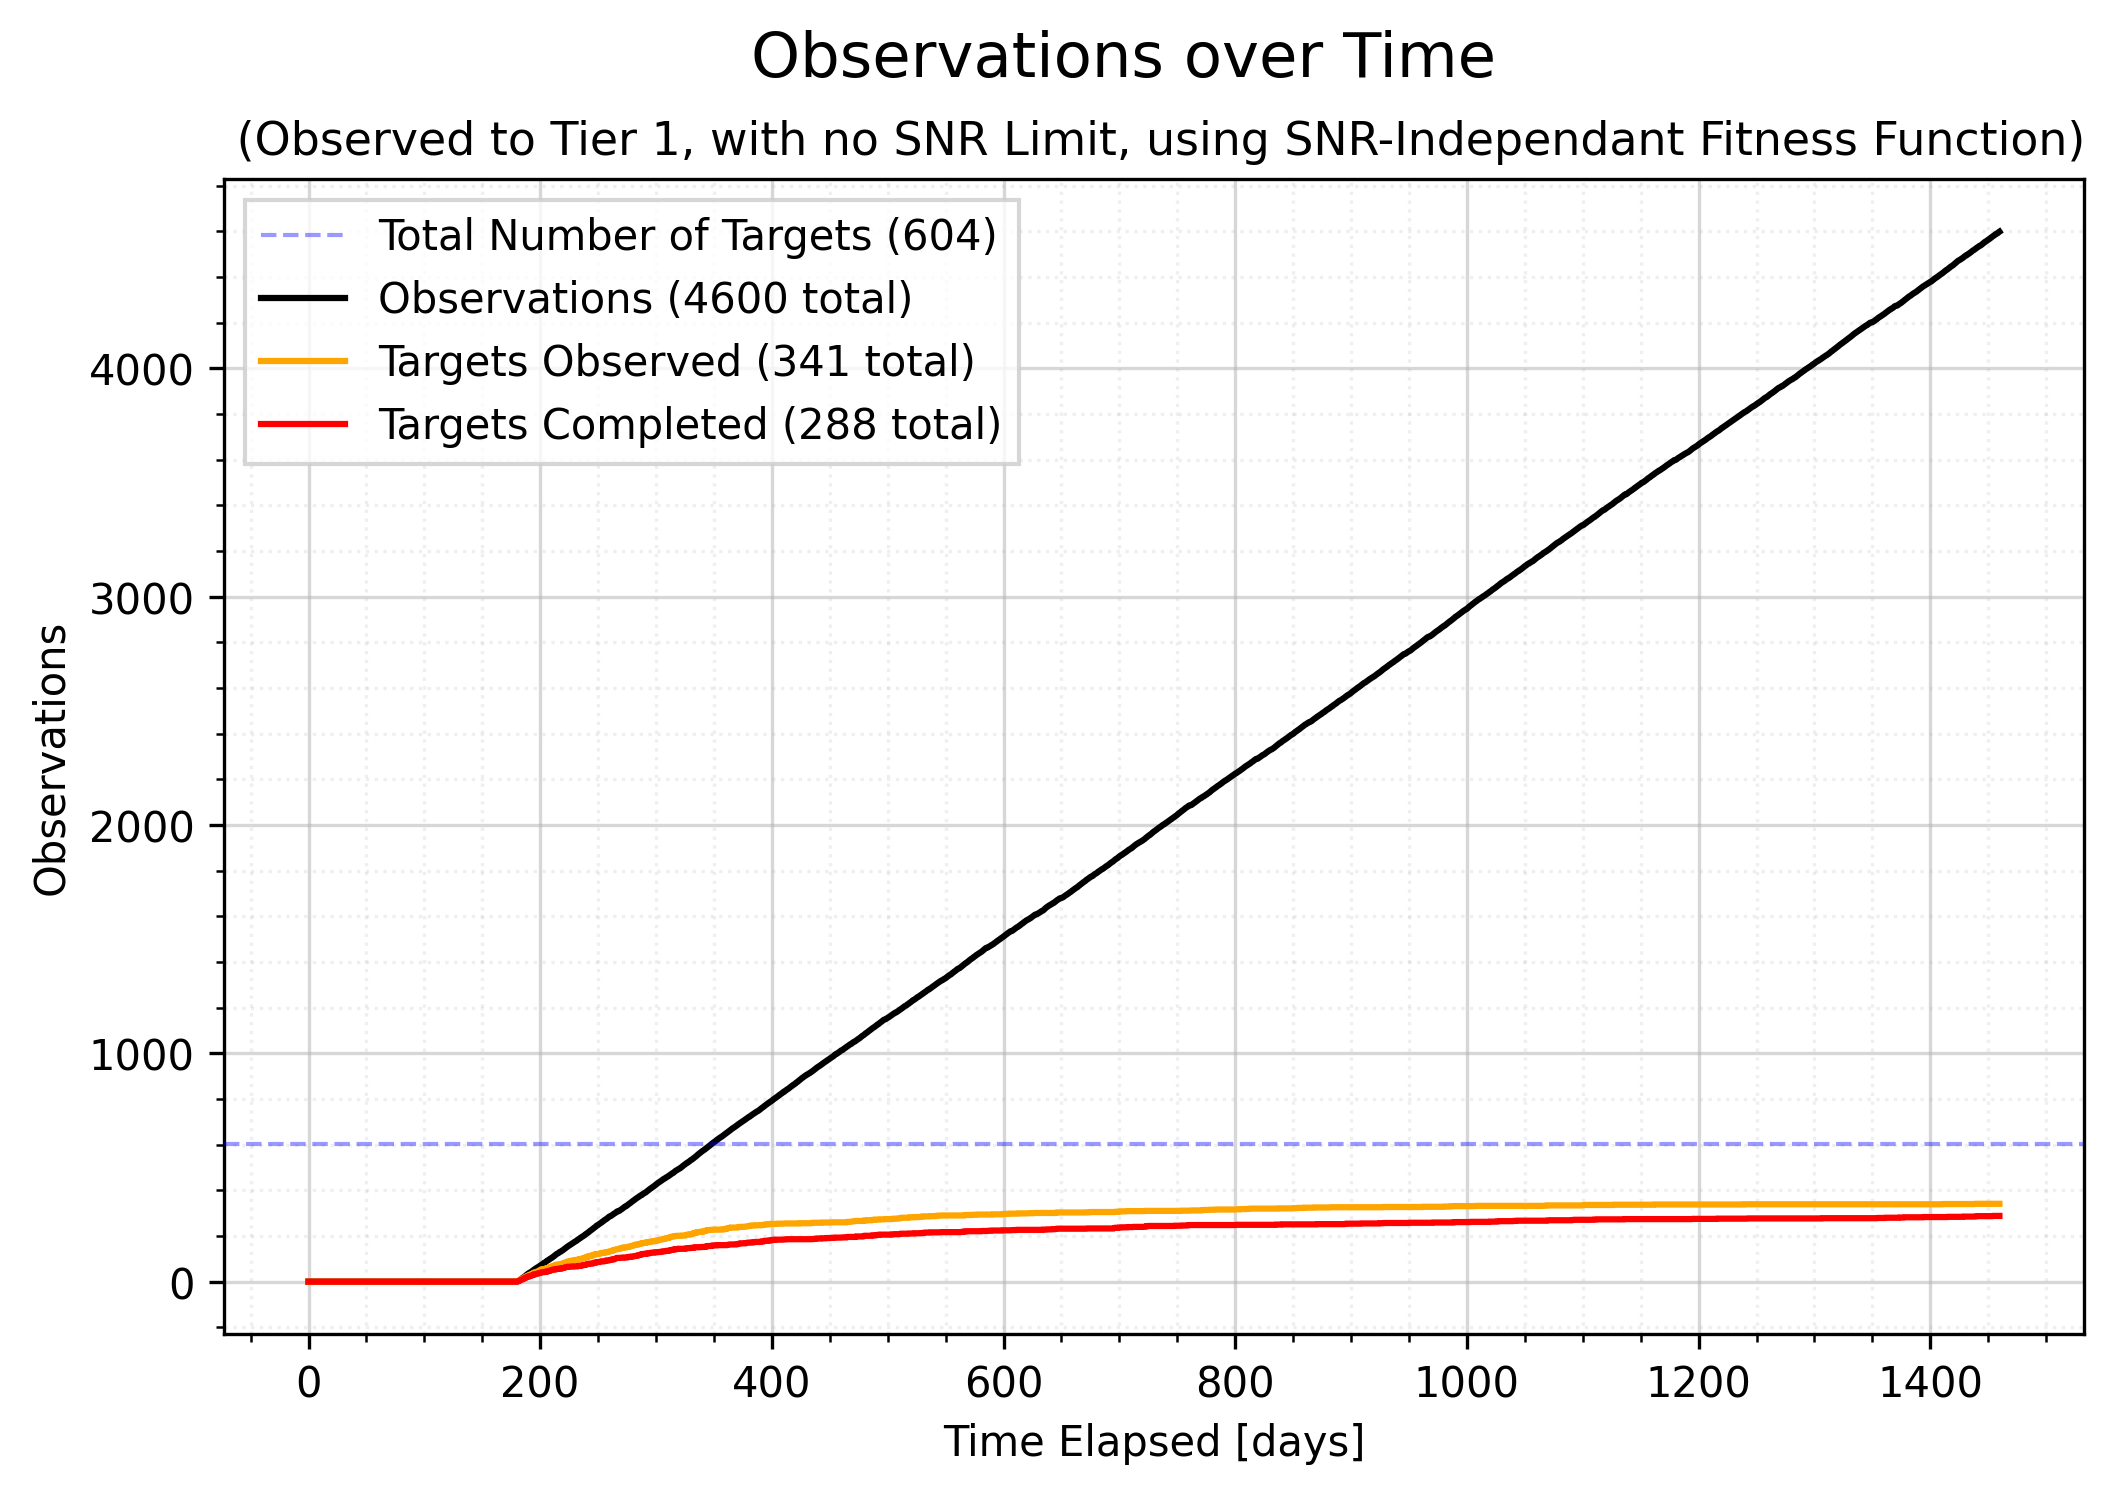 Observations over Time
(Observed to Tier 1, with no SNR Limit, using SNR-Independant Fitness Function)
Total Number of Targets (604)
Observations (4600 total)
Targets Observed (341 total)
Targets Completed (288 total)
4000
3000
2000
1000
0
Observations
0 200 400 600 800 1000 1200 1400
Time Elapsed [days]